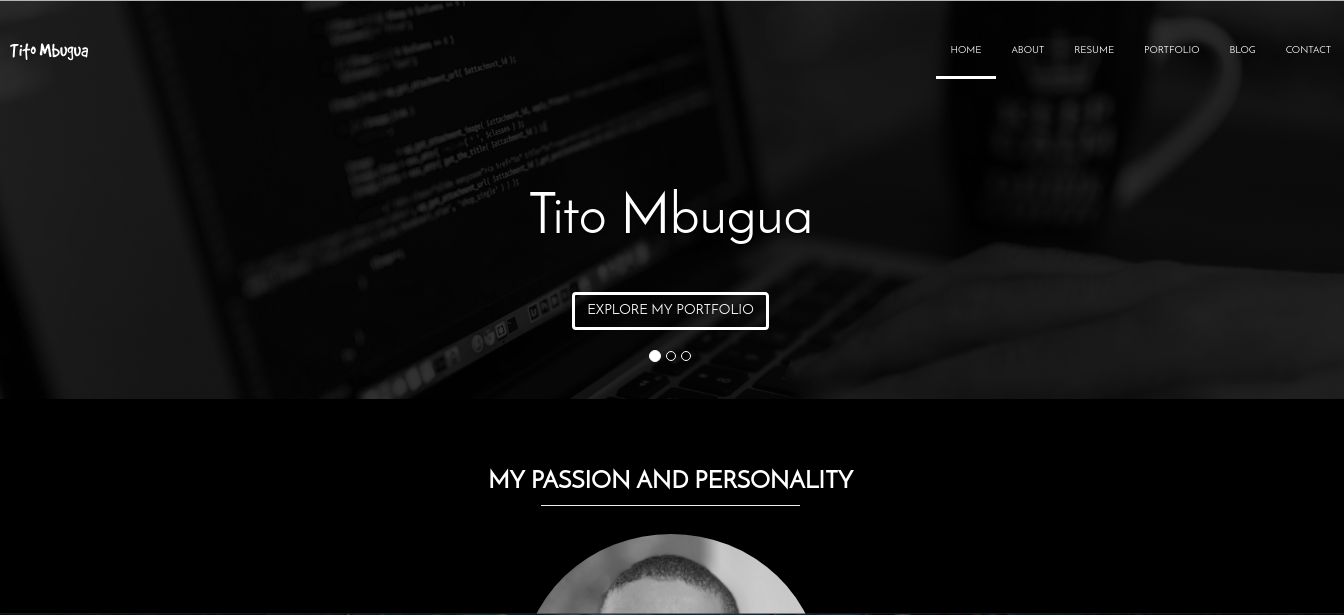 Tito Mbugua
HOME ABOUT RESUME PORTFOLIO BLOG CONTACT
Tito Mbugua
EXPLORE MY PORTFOLIO
MY PASSION AND PERSONALITY